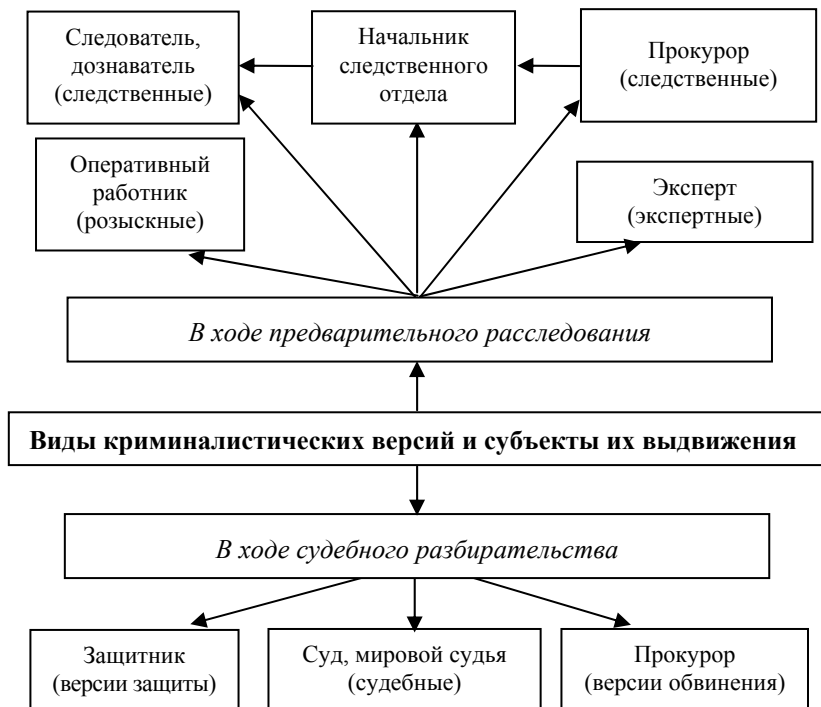 Следователь,
дознаватель
(следственные)
Начальник
следственного
отдела
Прокурор
(следственные)
Оперативный
работник
(розыскные)
Эксперт
(экспертные)
В ходе предварительного расследования
Виды криминалистических версий и субъекты их выдвижения
В ходе судебного разбирательства
Защитник
(версии защиты)
Суд, мировой судья
(судебные)
Прокурор
(версии обвинения)